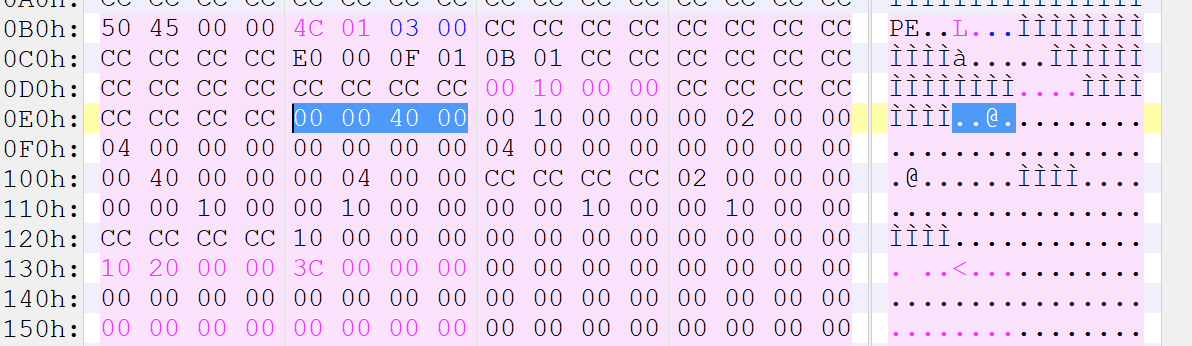 0B0h: 50 45 00 00 4C 01 03 00 CC CC CC CC CC CC CC CC PE..L...ÌÌÌÌÌÌÌÌ
0C0h: CC CC CC CC E0 00 0F 01 0B 01 CC CC CC CC CC CC ÌÌÌÌà.....ÌÌÌÌÌÌ
0D0h: CC CC CC CC CC CC CC CC 00 10 00 00 CC CC CC CC ÌÌÌÌÌÌÌÌ....ÌÌÌÌ
0E0h: CC CC CC CC 00 00 40 00 00 10 00 00 00 02 00 00 ÌÌÌÌ..@.........
0F0h: 04 00 00 00 00 00 00 00 04 00 00 00 00 00 00 00 ................
100h: 00 40 00 00 00 04 00 00 CC CC CC CC 02 00 00 00 .@......ÌÌÌÌ....
110h: 00 00 10 00 00 10 00 00 00 00 10 00 00 10 00 00 ................
120h: CC CC CC CC 10 00 00 00 00 00 00 00 00 00 00 00 ÌÌÌÌ............
130h: 10 20 00 00 3C 00 00 00 00 00 00 00 00 00 00 00 . ..<...........
140h: 00 00 00 00 00 00 00 00 00 00 00 00 00 00 00 00 ................
150h: 00 00 00 00 00 00 00 00 00 00 00 00 00 00 00 00 ................